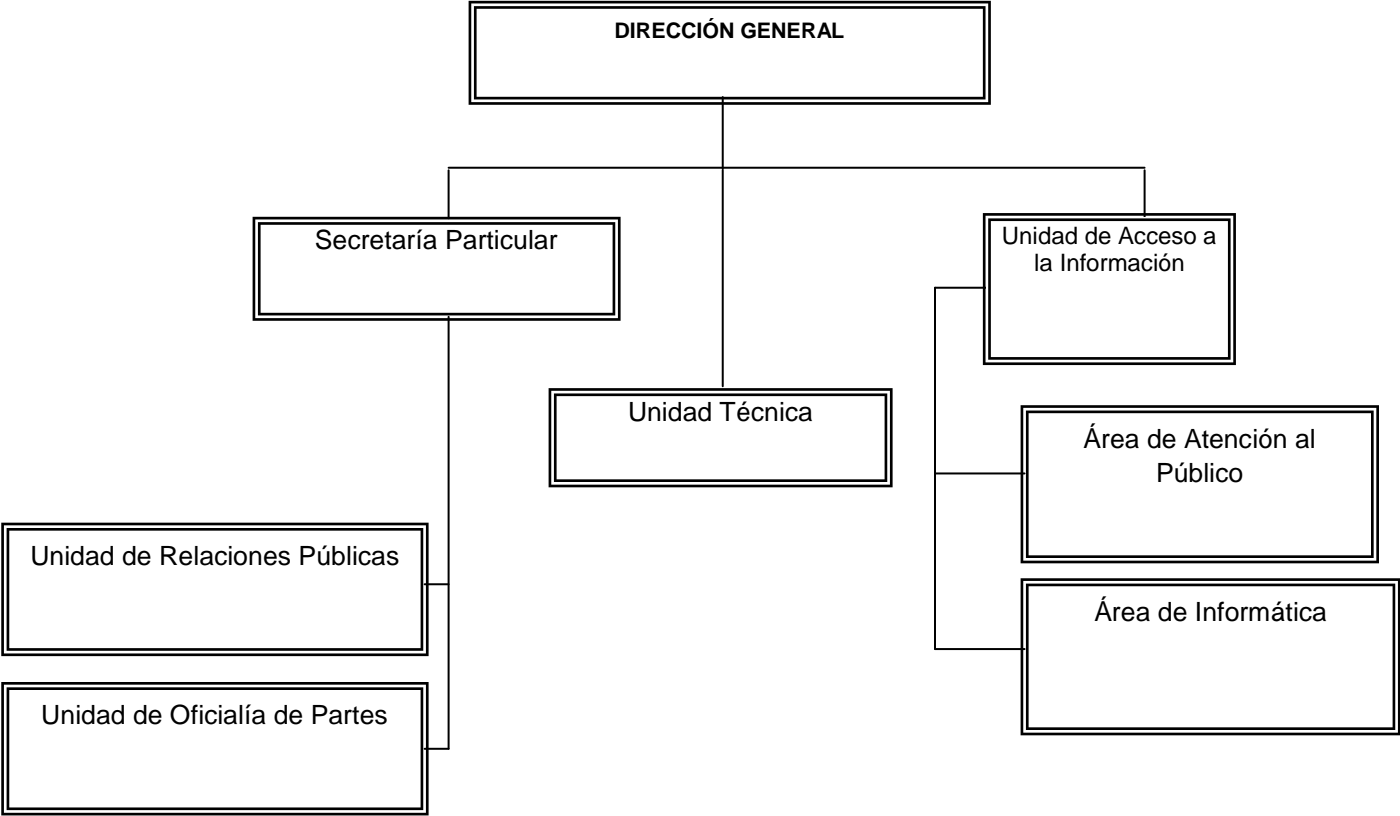 DIRECCIÓN GENERAL
Secretaría Particular
Unidad de Acceso a
la Información
Unidad Técnica
Área de Atención al
Público
Unidad de Relaciones Públicas
Área de Informática
Unidad de Oficialía de Partes